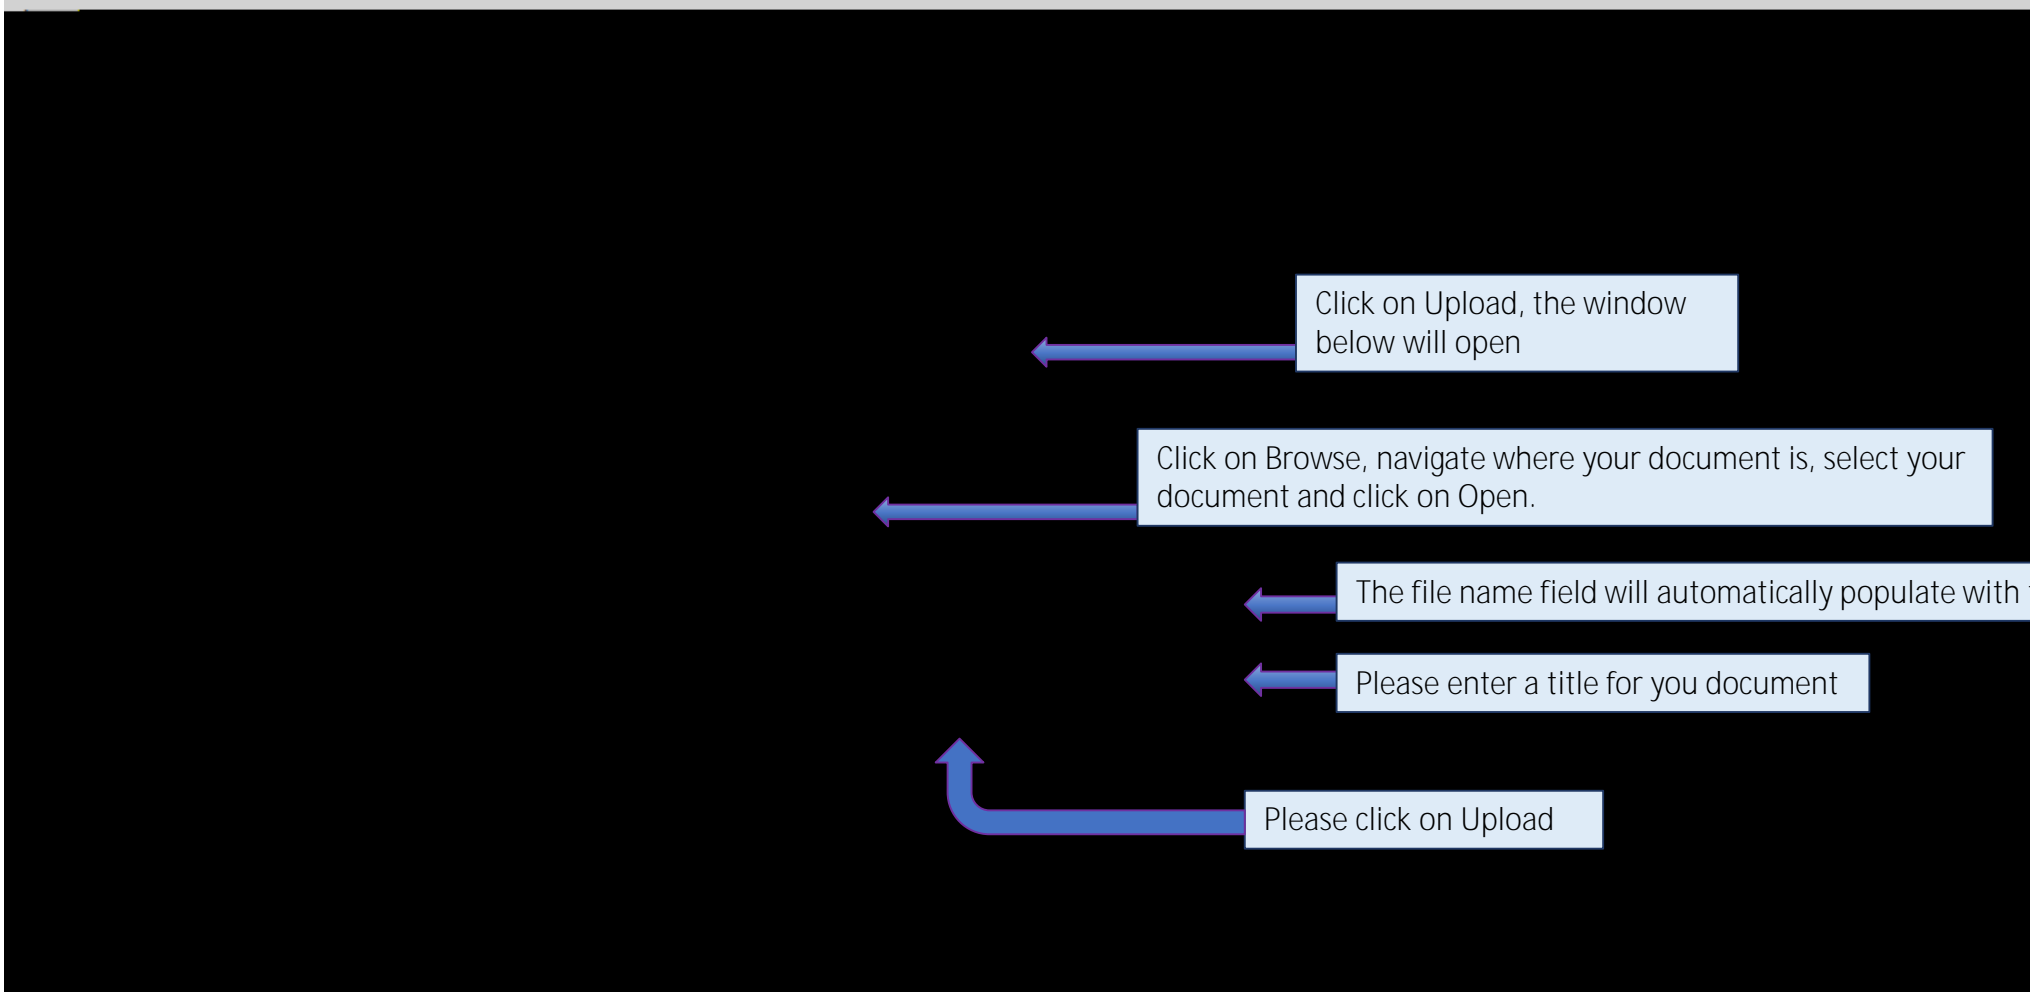 Click on Upload, the window
below will open
Click on Browse, navigate where your document is, select your
document and click on Open.
The file name field will automatically populate with
Please enter a title for you document
Please click on Upload